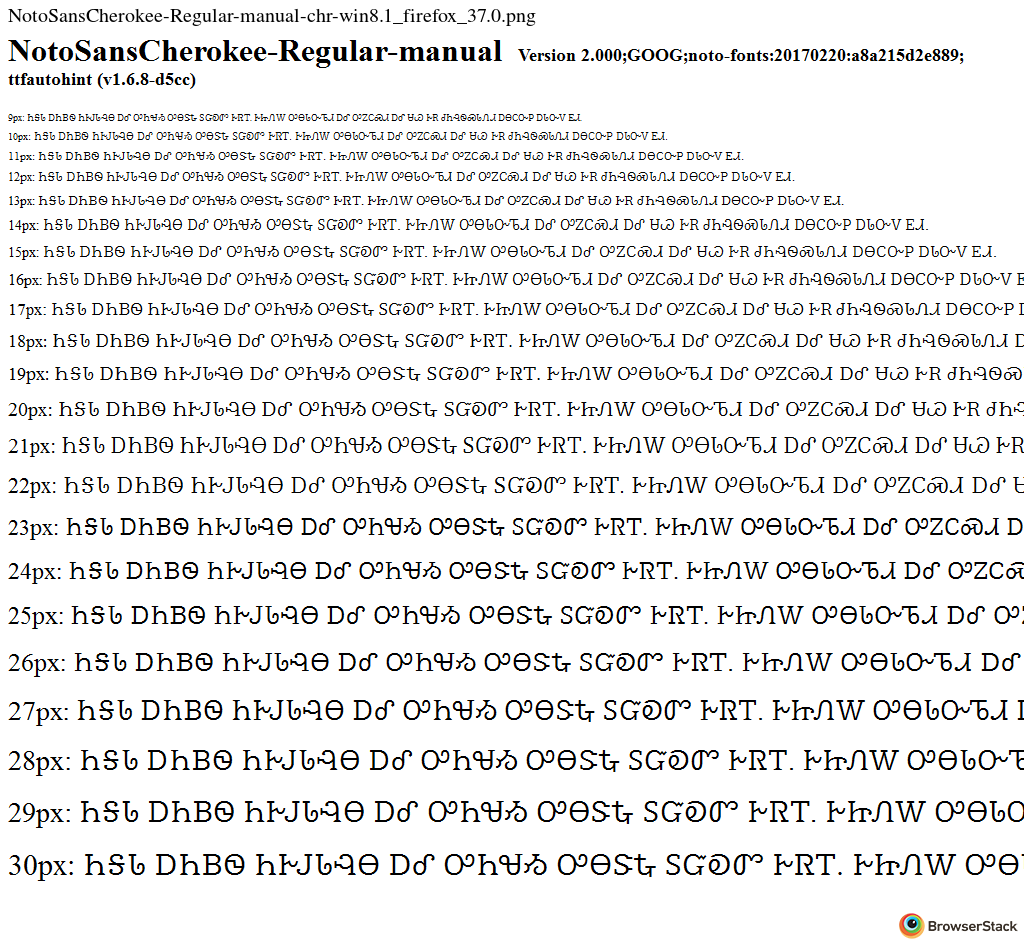 NotoSansCherokee-Regular-manual-chr-win8.1_firefox_37.0.png
NotoSansCherokee-Regular-manual Version 2.000;GOOG;noto-fonts:20170220:a8a215d2e889;
ttfautohint (v1.6.8-d5cc)
9px: ᏂᎦᏓ ᎠᏂᏴᏫ ᏂᎨᎫᏓᎸᎾ ᎠᎴ ᎤᏂᏠᏱ ᎤᎾᏕᎿ ᏚᏳᎧᏛ ᎨᏒᎢ. ᎨᏥᏁᎳ ᎤᎾᏓᏅᏖᏗ ᎠᎴ ᎤᏃᏟᏍᏗ ᎠᎴ ᏌᏊ ᎨᏒ ᏧᏂᎸᏫᏍᏓᏁᏗ ᎠᎾᏟᏅᏢ ᎠᏓᏅᏙ ᎬᏗ.
10px: ᏂᎦᏓ ᎠᏂᏴᏫ ᏂᎨᎫᏓᎸᎾ ᎠᎴ ᎤᏂᏠᏱ ᎤᎾᏕᎿ ᏚᏳᎧᏛ ᎨᏒᎢ. ᎨᏥᏁᎳ ᎤᎾᏓᏅᏖᏗ ᎠᎴ ᎤᏃᏟᏍᏗ ᎠᎴ ᏌᏊ ᎨᏒ ᏧᏂᎸᏫᏍᏓᏁᏗ ᎠᎾᏟᏅᏢ ᎠᏓᏅᏙ ᎬᏗ.
11px: ᏂᎦᏓ ᎠᏂᏴᏫ ᏂᎨᎫᏓᎸᎾ ᎠᎴ ᎤᏂᏠᏱ ᎤᎾᏕᎿ ᏚᏳᎧᏛ ᎨᏒᎢ. ᎨᏥᏁᎳ ᎤᎾᏓᏅᏖᏗ ᎠᎴ ᎤᏃᏟᏍᏗ ᎠᎴ ᏌᏊ ᎨᏒ ᏧᏂᎸᏫᏍᏓᏁᏗ ᎠᎾᏟᏅᏢ ᎠᏓᏅᏙ ᎬᏗ.
12px: ᏂᎦᏓ ᎠᏂᏴᏫ ᏂᎨᎫᏓᎸᎾ ᎠᎴ ᎤᏂᏠᏱ ᎤᎾᏕᎿ ᏚᏳᎧᏛ ᎨᏒᎢ. ᎨᏥᏁᎳ ᎤᎾᏓᏅᏖᏗ ᎠᎴ ᎤᏃᏟᏍᏗ ᎠᎴ ᏌᏊ ᎨᏒ ᏧᏂᎸᏫᏍᏓᏁᏗ ᎠᎾᏟᏅᏢ ᎠᏓᏅᏙ ᎬᏗ.
13px: ᏂᎦᏓ ᎠᏂᏴᏫ ᏂᎨᎫᏓᎸᎾ ᎠᎴ ᎤᏂᏠᏱ ᎤᎾᏕᎿ ᏚᏳᎧᏛ ᎨᏒᎢ. ᎨᏥᏁᎳ ᎤᎾᏓᏅᏖᏗ ᎠᎴ ᎤᏃᏟᏍᏗ ᎠᎴ ᏌᏊ ᎨᏒ ᏧᏂᎸᏫᏍᏓᏁᏗ ᎠᎾᏟᏅᏢ ᎠᏓᏅᏙ ᎬᏗ.
14px: ᏂᎦᏓ ᎠᏂᏴᏫ ᏂᎨᎫᏓᎸᎾ ᎠᎴ ᎤᏂᏠᏱ ᎤᎾᏕᎿ ᏚᏳᎧᏛ ᎨᏒᎢ. ᎨᏥᏁᎳ ᎤᎾᏓᏅᏖᏗ ᎠᎴ ᎤᏃᏟᏍᏗ ᎠᎴ ᏌᏊ ᎨᏒ ᏧᏂᎸᏫᏍᏓᏁᏗ ᎠᎾᏟᏅᏢ ᎠᏓᏅᏙ ᎬᏗ.
15px: ᏂᎦᏓ ᎠᏂᏴᏫ ᏂᎨᎫᏓᎸᎾ ᎠᎴ ᎤᏂᏠᏱ ᎤᎾᏕᎿ ᏚᏳᎧᏛ ᎨᏒᎢ. ᎨᏥᏁᎳ ᎤᎾᏓᏅᏖᏗ ᎠᎴ ᎤᏃᏟᏍᏗ ᎠᎴ ᏌᏊ ᎨᏒ ᏧᏂᎸᏫᏍᏓᏁᏗ ᎠᎾᏟᏅᏢ ᎠᏓᏅᏙ ᎬᏗ.
16px: ᏂᎦᏓ ᎠᏂᏴᏫ ᏂᎨᎫᏓᎸᎾ ᎠᎴ ᎤᏂᏠᏱ ᎤᎾᏕᎿ ᏚᏳᎧᏛ ᎨᏒᎢ. ᎨᏥᏁᎳ ᎤᎾᏓᏅᏖᏗ ᎠᎴ ᎤᏃᏟᏍᏗ ᎠᎴ ᏌᏊ ᎨᏒ ᏧᏂᎸᏫᏍᏓᏁᏗ ᎠᎾᏟᏅᏢ ᎠᏓᏅᏙ Ꭼ
17px: ᏂᎦᏓ ᎠᏂᏴᏫ ᏂᎨᎫᏓᎸᎾ ᎠᎴ ᎤᏂᏠᏱ ᎤᎾᏕᎿ ᏚᏳᎧᏛ ᎨᏒᎢ. ᎨᏥᏁᎳ ᎤᎾᏓᏅᏖᏗ ᎠᎴ ᎤᏃᏟᏍᏗ ᎠᎴ ᏌᏊ ᎨᏒ ᏧᏂᎸᏫᏍᏓᏁᏗ ᎠᎾᏟᏅᏢ Ꭰ
18px: ᏂᎦᏓ ᎠᏂᏴᏫ ᏂᎨᎫᏓᎸᎾ ᎠᎴ ᎤᏂᏠᏱ ᎤᎾᏕᎿ ᏚᏳᎧᏛ ᎨᏒᎢ. ᎨᏥᏁᎳ ᎤᎾᏓᏅᏖᏗ ᎠᎴ ᎤᏃᏟᏍᏗ ᎠᎴ ᏌᏊ ᎨᏒ ᏧᏂᎸᏫᏍᏓᏁᏗ Ꭰ
19px: ᏂᎦᏓ ᎠᏂᏴᏫ ᏂᎨᎫᏓᎸᎾ ᎠᎴ ᎤᏂᏠᏱ ᎤᎾᏕᎿ ᏚᏳᎧᏛ ᎨᏒᎢ. ᎨᏥᏁᎳ ᎤᎾᏓᏅᏖᏗ ᎠᎴ ᎤᏃᏟᏍᏗ ᎠᎴ ᏌᏊ ᎨᏒ ᏧᏂᎸᏫᏍ
20px: ᏂᎦᏓ ᎠᏂᏴᏫ ᏂᎨᎫᏓᎸᎾ ᎠᎴ ᎤᏂᏠᏱ ᎤᎾᏕᎿ ᏚᏳᎧᏛ ᎨᏒᎢ. ᎨᏥᏁᎳ ᎤᎾᏓᏅᏖᏗ ᎠᎴ ᎤᏃᏟᏍᏗ ᎠᎴ ᏌᏊ ᎨᏒ ᏧᏂᎸ
21px: ᏂᎦᏓ ᎠᏂᏴᏫ ᏂᎨᎫᏓᎸᎾ ᎠᎴ ᎤᏂᏠᏱ ᎤᎾᏕᎿ ᏚᏳᎧᏛ ᎨᏒᎢ. ᎨᏥᏁᎳ ᎤᎾᏓᏅᏖᏗ ᎠᎴ ᎤᏃᏟᏍᏗ ᎠᎴ ᏌᏊ ᎨᏒ
22px: ᏂᎦᏓ ᎠᏂᏴᏫ ᏂᎨᎫᏓᎸᎾ ᎠᎴ ᎤᏂᏠᏱ ᎤᎾᏕᎿ ᏚᏳᎧᏛ ᎨᏒᎢ. ᎨᏥᏁᎳ ᎤᎾᏓᏅᏖᏗ ᎠᎴ ᎤᏃᏟᏍᏗ ᎠᎴ Ꮜ
23px: ᏂᎦᏓ ᎠᏂᏴᏫ ᏂᎨᎫᏓᎸᎾ ᎠᎴ ᎤᏂᏠᏱ ᎤᎾᏕᎿ ᏚᏳᎧᏛ ᎨᏒᎢ. ᎨᏥᏁᎳ ᎤᎾᏓᏅᏖᏗ ᎠᎴ ᎤᏃᏟᏍᏗ Ꭰ
24px: ᏂᎦᏓ ᎠᏂᏴᏫ ᏂᎨᎫᏓᎸᎾ ᎠᎴ ᎤᏂᏠᏱ ᎤᎾᏕᎿ ᏚᏳᎧᏛ ᎨᏒᎢ. ᎨᏥᏁᎳ ᎤᎾᏓᏅᏖᏗ ᎠᎴ ᎤᏃᏟᏍ
25px: ᏂᎦᏓ ᎠᏂᏴᏫ ᏂᎨᎫᏓᎸᎾ ᎠᎴ ᎤᏂᏠᏱ ᎤᎾᏕᎿ ᏚᏳᎧᏛ ᎨᏒᎢ. ᎨᏥᏁᎳ ᎤᎾᏓᏅᏖᏗ ᎠᎴ ᎤᏃ
26px: ᏂᎦᏓ ᎠᏂᏴᏫ ᏂᎨᎫᏓᎸᎾ ᎠᎴ ᎤᏂᏠᏱ ᎤᎾᏕᎿ ᏚᏳᎧᏛ ᎨᏒᎢ. ᎨᏥᏁᎳ ᎤᎾᏓᏅᏖᏗ ᎠᎴ
27px: ᏂᎦᏓ ᎠᏂᏴᏫ ᏂᎨᎫᏓᎸᎾ ᎠᎴ ᎤᏂᏠᏱ ᎤᎾᏕᎿ ᏚᏳᎧᏛ ᎨᏒᎢ. ᎨᏥᏁᎳ ᎤᎾᏓᏅᏖᏗ
28px: ᏂᎦᏓ ᎠᏂᏴᏫ ᏂᎨᎫᏓᎸᎾ ᎠᎴ ᎤᏂᏠᏱ ᎤᎾᏕᎿ ᏚᏳᎧᏛ ᎨᏒᎢ. ᎨᏥᏁᎳ ᎤᎾᏓᏅᏖ
29px: ᏂᎦᏓ ᎠᏂᏴᏫ ᏂᎨᎫᏓᎸᎾ ᎠᎴ ᎤᏂᏠᏱ ᎤᎾᏕᎿ ᏚᏳᎧᏛ ᎨᏒᎢ. ᎨᏥᏁᎳ ᎤᎾᏓᏅ
30px: ᏂᎦᏓ ᎠᏂᏴᏫ ᏂᎨᎫᏓᎸᎾ ᎠᎴ ᎤᏂᏠᏱ ᎤᎾᏕᎿ ᏚᏳᎧᏛ ᎨᏒᎢ. ᎨᏥᏁᎳ ᎤᎾ
BrowserStack